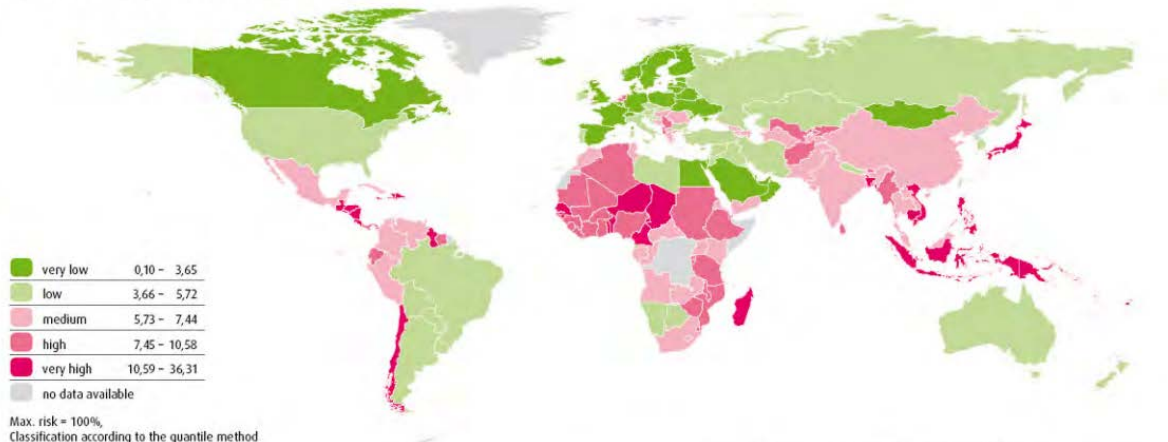 very low 0,10 – 3,65
low 3,66 – 5,72
medium 5,73 – 7,44
high 7,45 – 10,58
very high 10,59 – 36,31
no data available
Max. risk = 100%,
Classification according to the quantile method